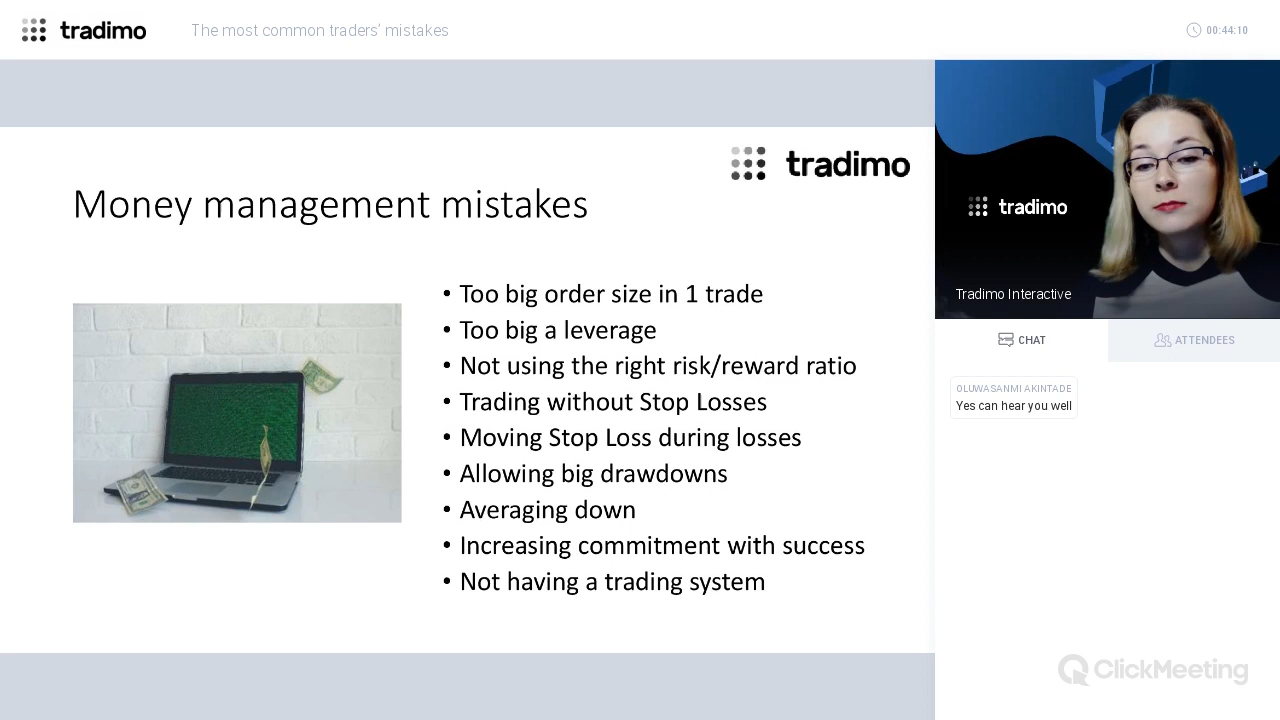 tradimo
The most common traders' mistakes
00:44:10
tradimo
Money management mistakes
• Too big order size in 1 trade
• Too big a leverage
• Not using the right risk/reward ratio
• Trading without Stop Losses
• Moving Stop Loss during losses
• Allowing big drawdowns
• Averaging down
• Increasing commitment with success
• Not having a trading system
tradimo
Tradimo Interactive
CHAT
ATTENDEES
OLUWASANMI AKINTADE
Yes can hear you well
ClickMeeting